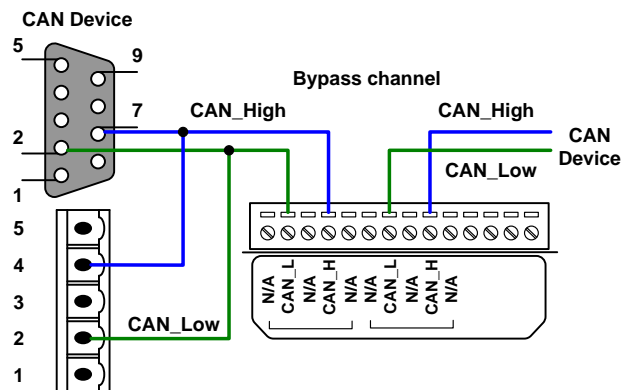 CAN Device
5
9
Bypass channel
7
CAN_High
CAN_High
2
CAN
Device
CAN_Low
1
5
4
3
2
1
CAN_Low
N/A
CAN_L
N/A
CAN_H
N/A
N/A
CAN_L
N/A
CAN_H
N/A